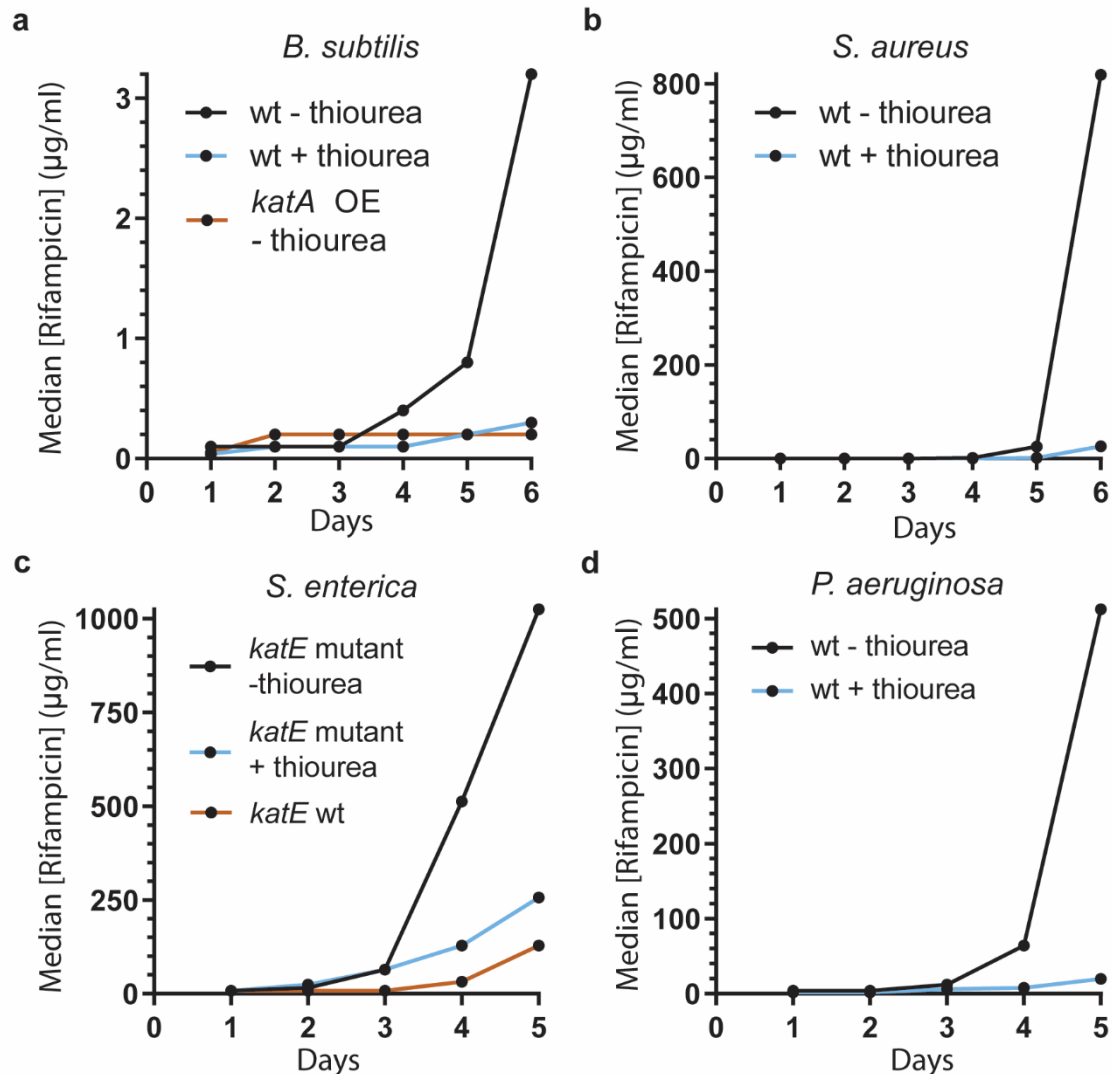 a
B. subtilis
Median [Rifampicin] (µg/ml)
3
2
1
0
wt - thiourea
wt + thiourea
katA OE
- thiourea
0 1 2 3 4 5 6
Days
b
S. aureus
Median [Rifampicin] (µg/ml)
800
600
400
200
0
wt - thiourea
wt + thiourea
0 1 2 3 4 5 6
Days
c
S. enterica
Median [Rifampicin] (µg/ml)
1000
750
500
250
0
katE mutant
-thiourea
katE mutant
+ thiourea
katE wt
0 1 2 3 4 5
Days
d
P. aeruginosa
Median [Rifampicin] (µg/ml)
500
400
300
200
100
0
wt - thiourea
wt + thiourea
0 1 2 3 4 5
Days